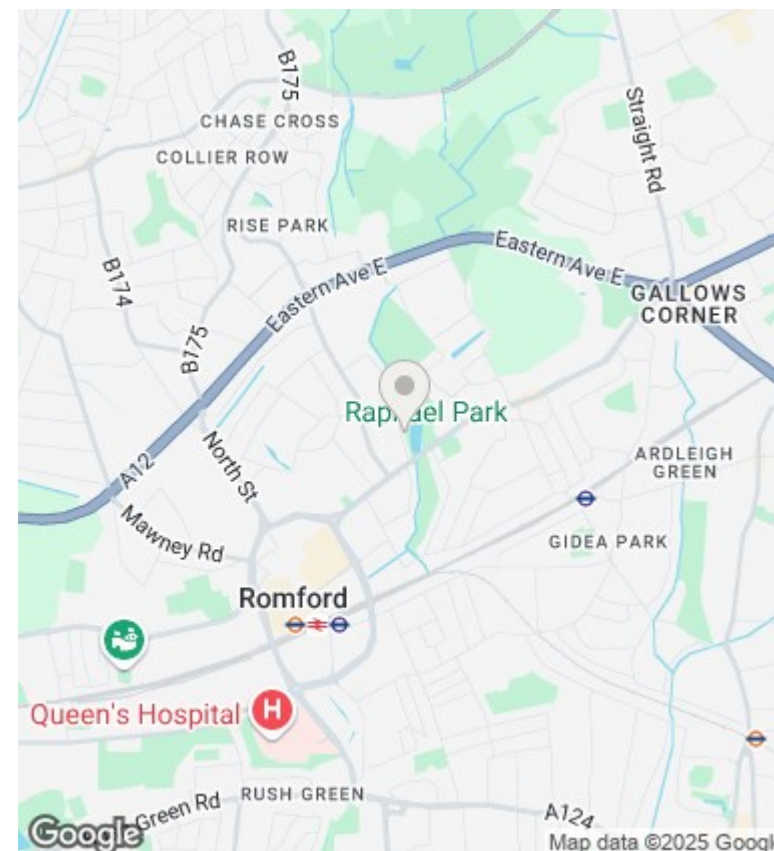 B175
CHASE CROSS
COLLIER ROW
Straight Rd
RISE PARK
Eastern Ave E
Eastern Ave E
B174
GALLOWS
CORNER
B175
Raphael Park
North St
ARDLEIGH
GREEN
A12
Mawney Rd
GIDEA PARK
Romford
Queen's Hospital
H
Green Rd
RUSH GREEN
A124
Google
Map data ©2025 Googl